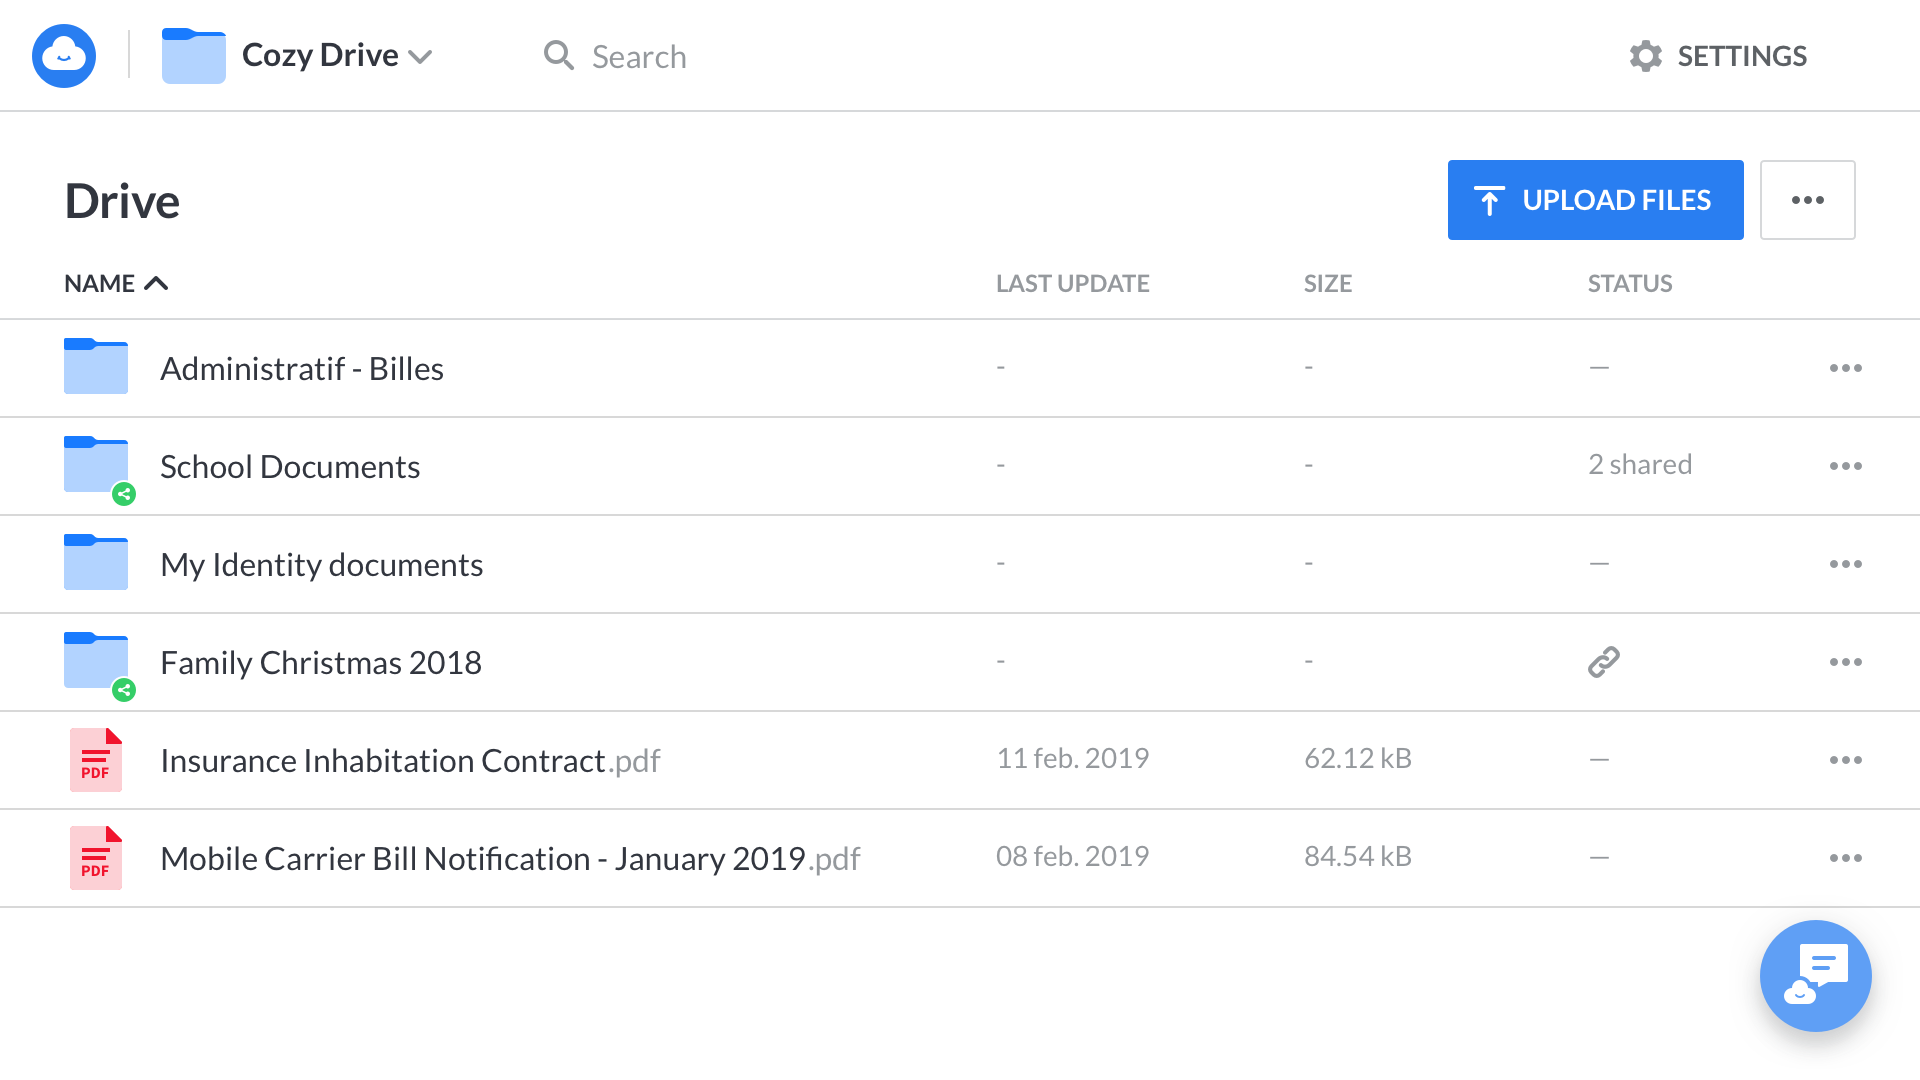 Cozy Drive
Search
SETTINGS
Drive
UPLOAD FILES
NAME LAST UPDATE SIZE STATUS
Administratif - Billes - - —
School Documents - - 2 shared
My Identity documents - - —
Family Christmas 2018 - -
PDF Insurance Inhabitation Contract.pdf 11 feb. 2019 62.12 kB —
PDF Mobile Carrier Bill Notification - January 2019.pdf 08 feb. 2019 84.54 kB —